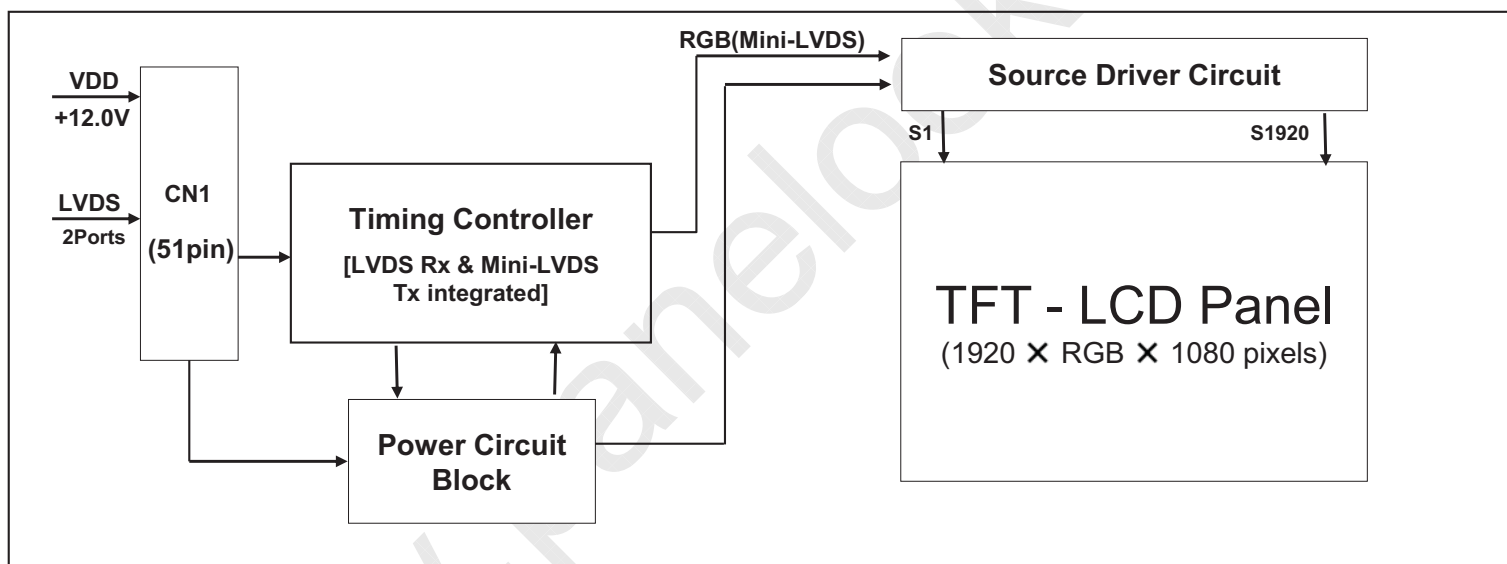 RGB(Mini-LVDS)
Source Driver Circuit
VDD
+12.0V
S1
S1920
LVDS
2Ports
CN1
(51pin)
Timing Controller
[LVDS Rx & Mini-LVDS
Tx integrated]
TFT - LCD Panel
(1920 × RGB × 1080 pixels)
Power Circuit
Block
panelook